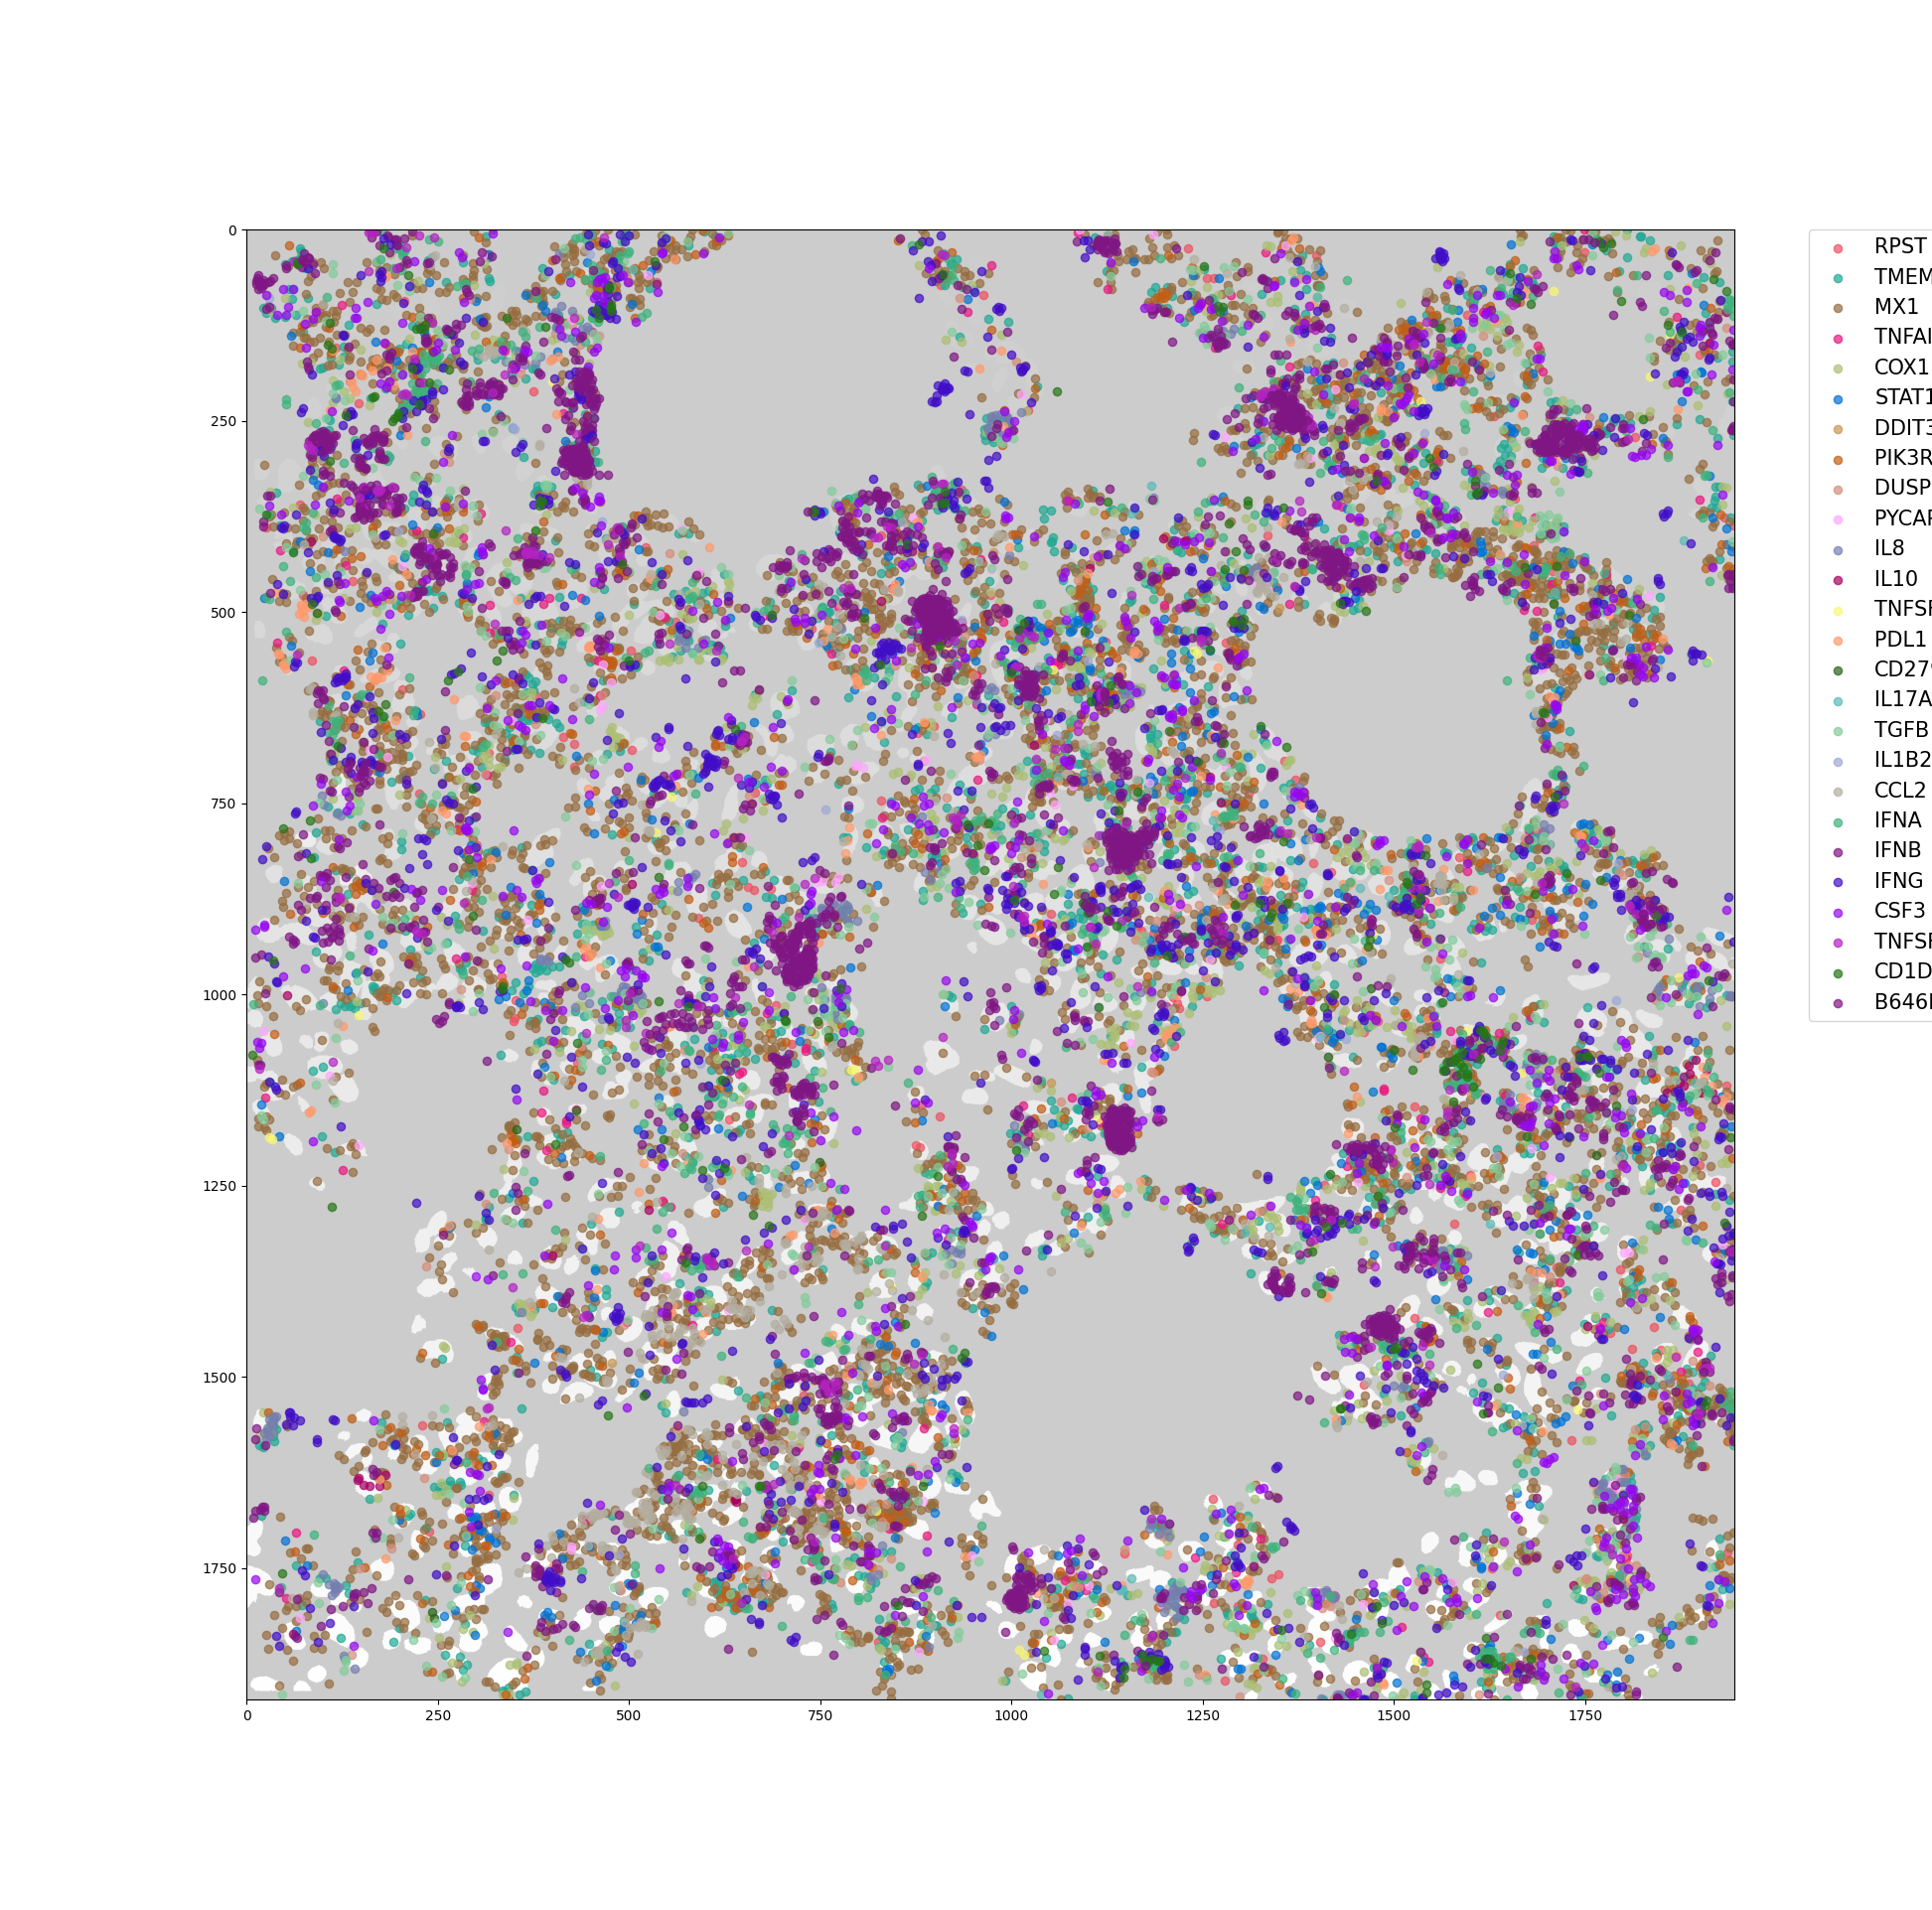 0
250
500
750
1000
1250
1500
1750
0
250
500
750
1000
1250
1500
1750
RPST
TMEM
MX1
TNFAI
COX1
STAT1
DDIT3
PIK3R
DUSP
PYCAR
IL8
IL10
TNFSF
PDL1
CD27
IL17A
TGFB
IL1B2
CCL2
IFNA
IFNB
IFNG
CSF3
TNFSF
CD1D
B646